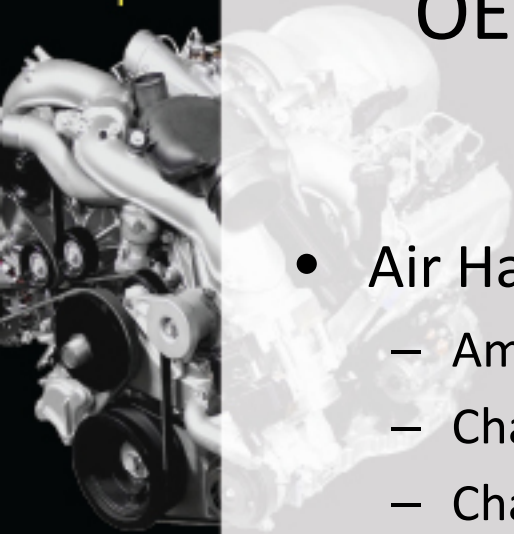 OE
• Air Ha
– Am
– Cha
– Cha